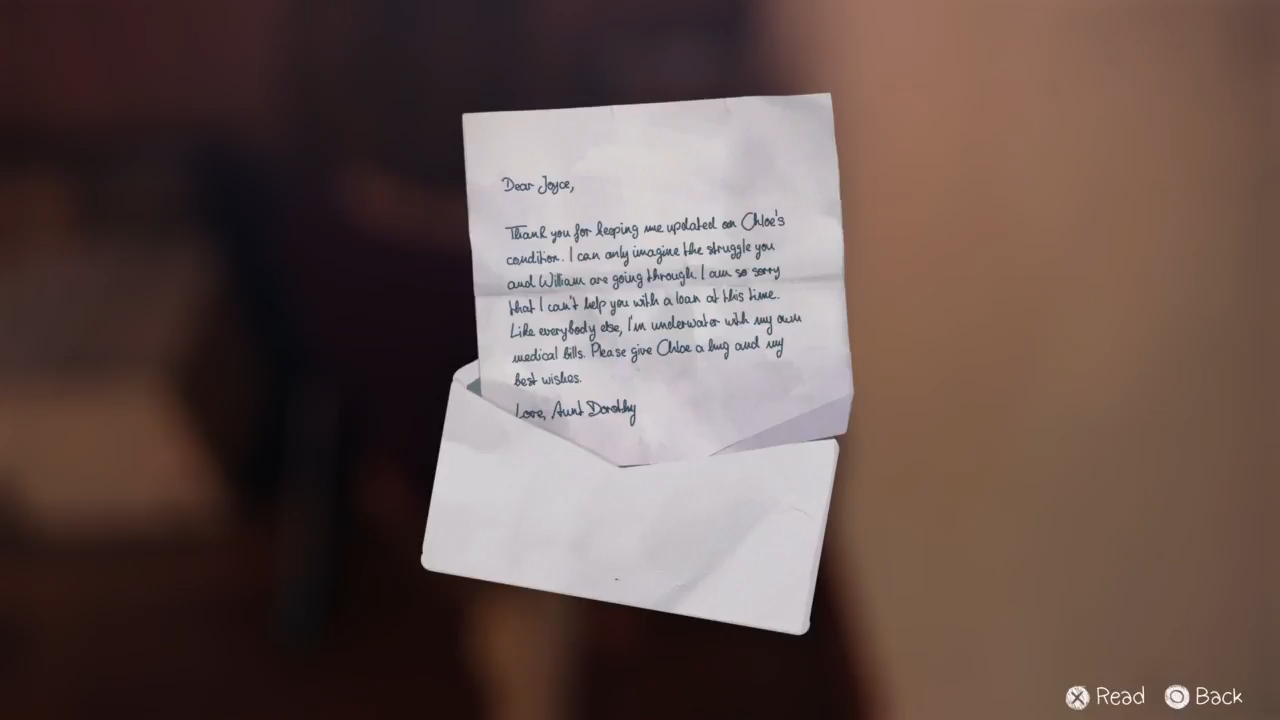 Dear Joyce,
Thank you for keeping me updated on Chloe's
condition. I can only imagine the struggle you
and William are going through. I am so sorry
that I can't help you with a loan at this time.
Like everybody else, I'm underwater with my own
medical bills. Please give Chloe a hug and my
best wishes.
Love, Aunt Dorothy
Read Back